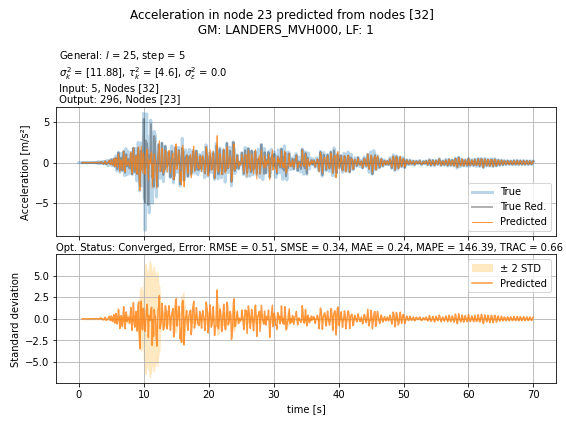 Acceleration in node 23 predicted from nodes [32]
GM: LANDERS_MVH000, LF: 1
General: l = 25, step = 5
σ²ₖ = [11.88], τ²ₖ = [4.6], σ²ε = 0.0
Input: 5, Nodes [32]
Output: 296, Nodes [23]
Acceleration [m/s²]
5
0
−5
True
True Red.
Predicted
Opt. Status: Converged, Error: RMSE = 0.51, SMSE = 0.34, MAE = 0.24, MAPE = 146.39, TRAC = 0.66
Standard deviation
5.0
2.5
0.0
−2.5
−5.0
± 2 STD
Predicted
0 10 20 30 40 50 60 70
time [s]